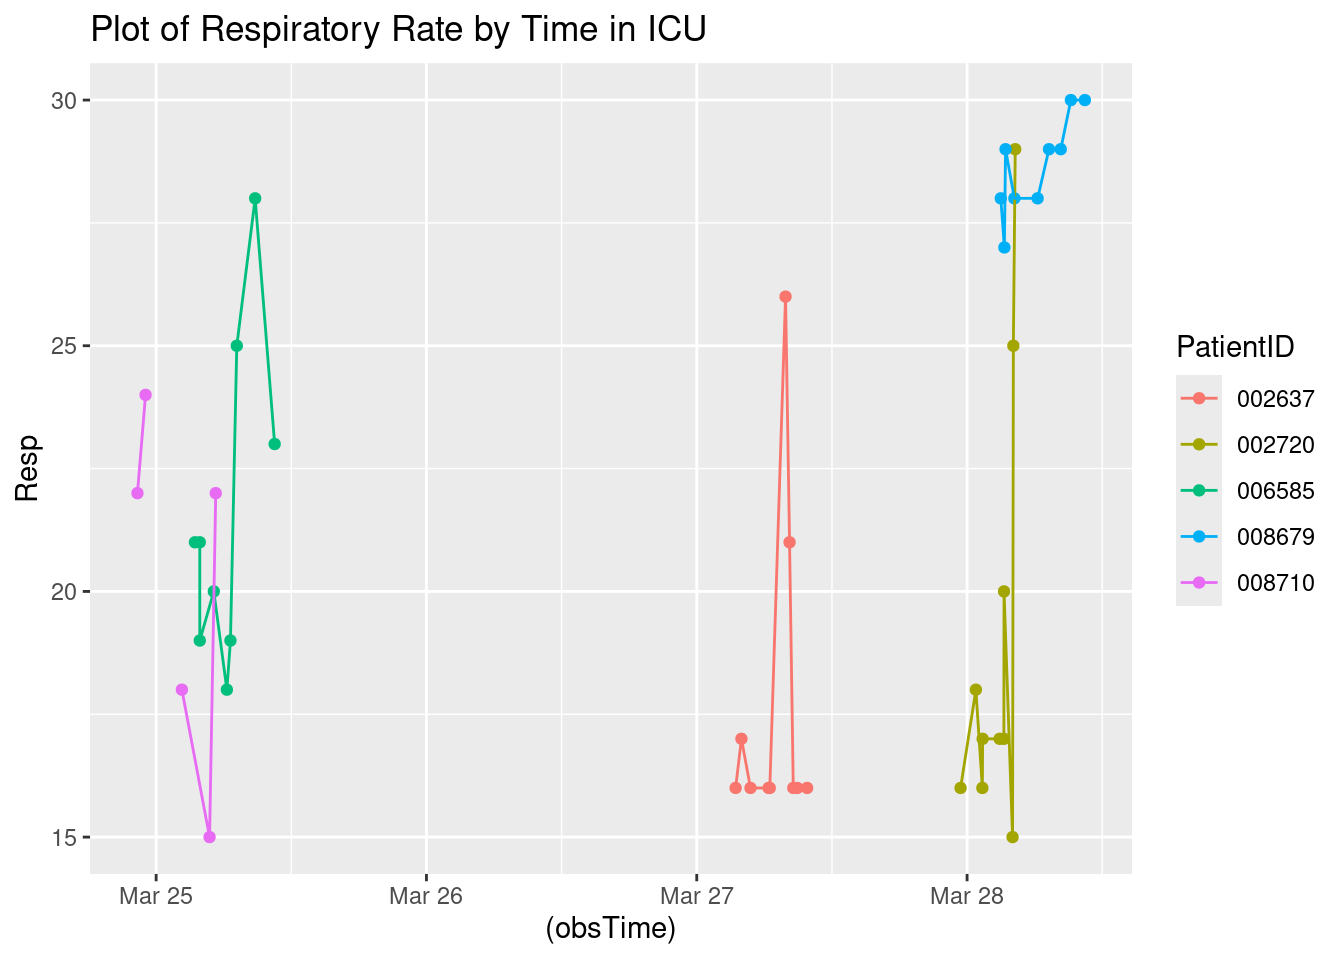 Plot of Respiratory Rate by Time in ICU
Resp
30
25
20
15
Mar 25
Mar 26
Mar 27
Mar 28
(obsTime)
PatientID
002637
002720
006585
008679
008710